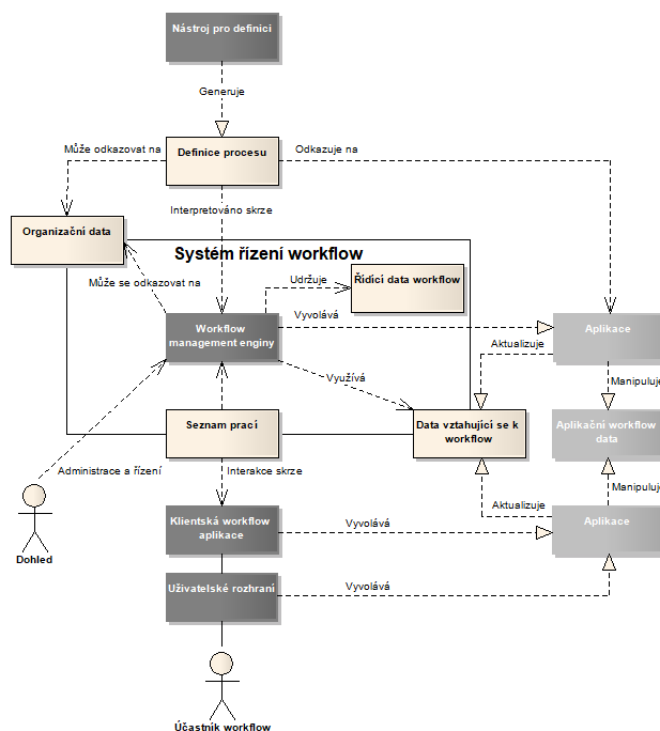 Nástroj pro definici
Generuje
Může odkazovat na
Definice procesu
Odkazuje na
Interpretováno skrze
Organizační data
Systém řízení workflow
Může se odkazovat na
Udržuje
Řídící data workflow
Workflow
management enginy
Vyvolává
Aplikace
Aktualizuje
Využívá
Manipuluje
Seznam prací
Data vztahující se k
workflow
Aplikační workflow
data
Administrace a řízení
Interakce skrze
Aktualizuje
Manipuluje
Klientská workflow
aplikace
Vyvolává
Aplikace
Dohled
Uživatelské rozhraní
Vyvolává
Účastník workflow